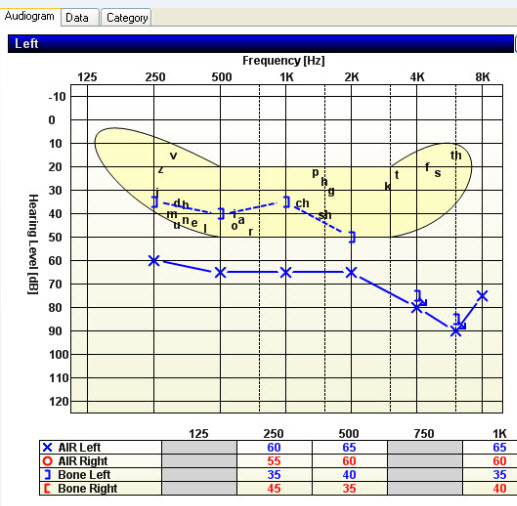 Audiogram Data Category
Left
Frequency [Hz]
125 250 500 1K 2K 4K 8K
-10
0
10
20
30
40
50
60
70
80
90
100
110
120
Hearing Level [dB]
v
z
j
d b
m
n
e
u
l
i
a
o
r
p
h
g
ch
sh
k
t
f
s
th
125 250 500 750 1K
AIR Left 60 65 65
AIR Right 55 60 60
Bone Left 35 40 35
Bone Right 45 35 40